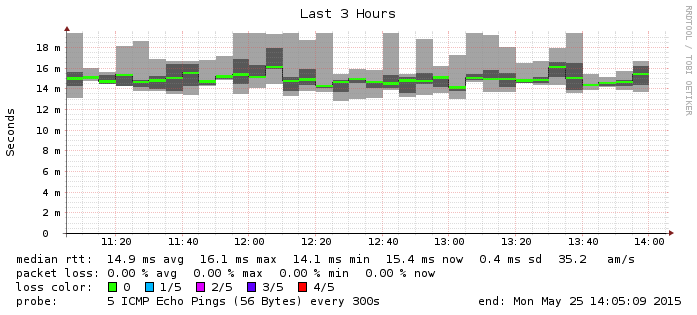 Last 3 Hours
RRDTOOL / TOBI OETIKER
Seconds
18 m
16 m
14 m
12 m
10 m
8 m
6 m
4 m
2 m
0
11:20 11:40 12:00 12:20 12:40 13:00 13:20 13:40 14:00
median rtt: 14.9 ms avg 16.1 ms max 14.1 ms min 15.4 ms now 0.4 ms sd 35.2 am/s
packet loss: 0.00 % avg 0.00 % max 0.00 % min 0.00 % now
loss color: 0 1/5 2/5 3/5 4/5
probe: 5 ICMP Echo Pings (56 Bytes) every 300s end: Mon May 25 14:05:09 2015